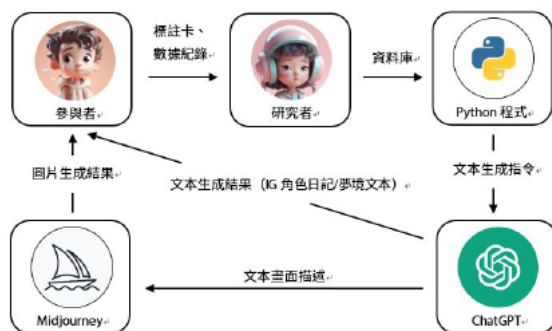 標註卡、
數據紀錄
資料庫
參與者
研究者
Python 程式
圖片生成結果
文本生成結果（IG 角色日記/夢境文本）
文本生成指令
文本畫面描述
Midjourney
ChatGPT